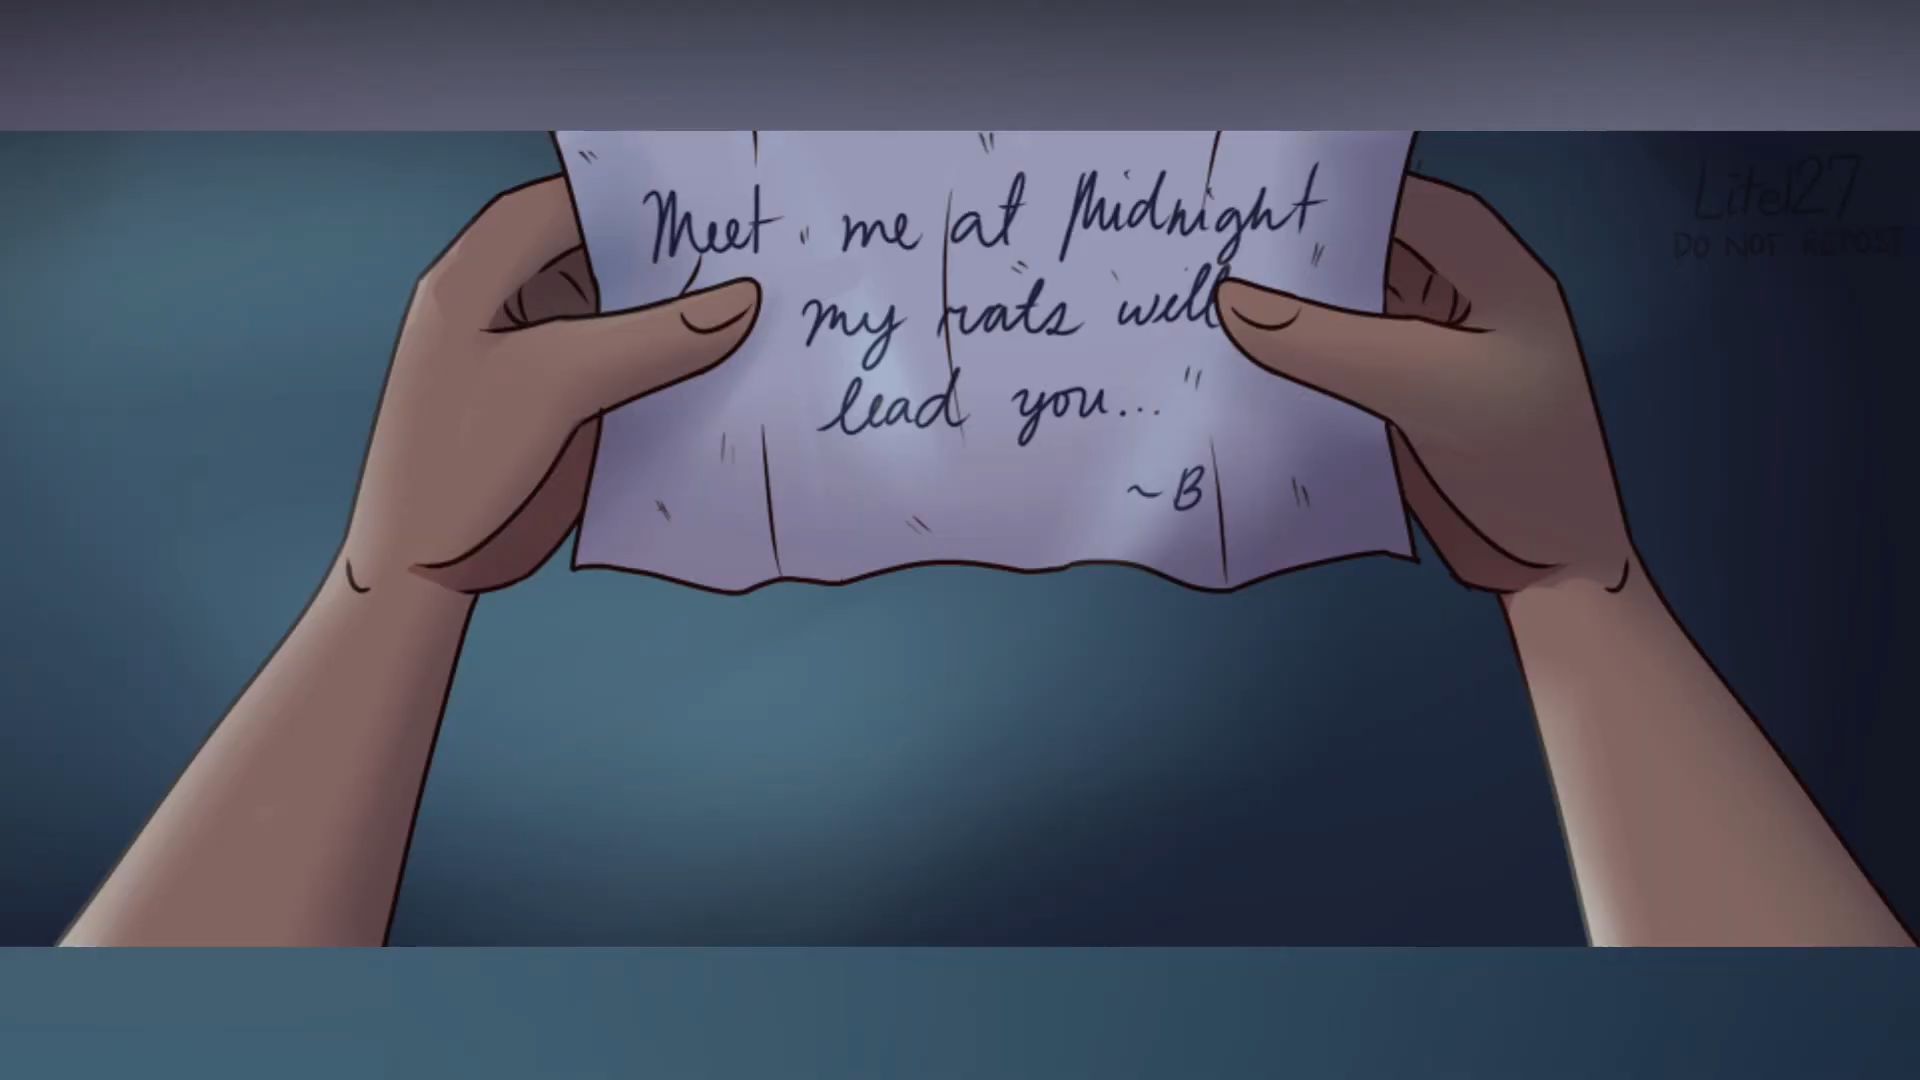 Meet me at Midnight
my rats will
lead you...
~B
Lite127
DO NOT REPOST